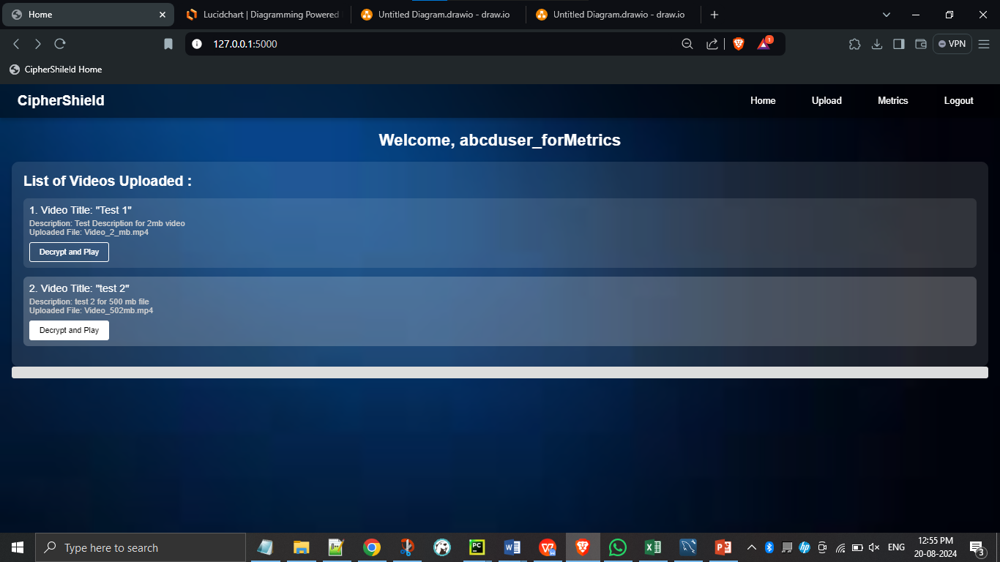 Home
Lucidchart | Diagramming Powered
Untitled Diagram.drawio - draw.io
Untitled Diagram.drawio - draw.io
127.0.0.1:5000
1
VPN
CipherShileld Home
CipherShield
Home
Upload
Metrics
Logout
Welcome, abcduser_forMetrics
List of Videos Uploaded :
1. Video Title: "Test 1"
Description: Test Description for 2mb video
Uploaded File: Video_2_mb.mp4
Decrypt and Play
2. Video Title: "test 2"
Description: test 2 for 500 mb file
Uploaded File: Video_502mb.mp4
Decrypt and Play
Type here to search
PC
W
X
P
hp
ENG
12:55 PM
20-08-2024
3